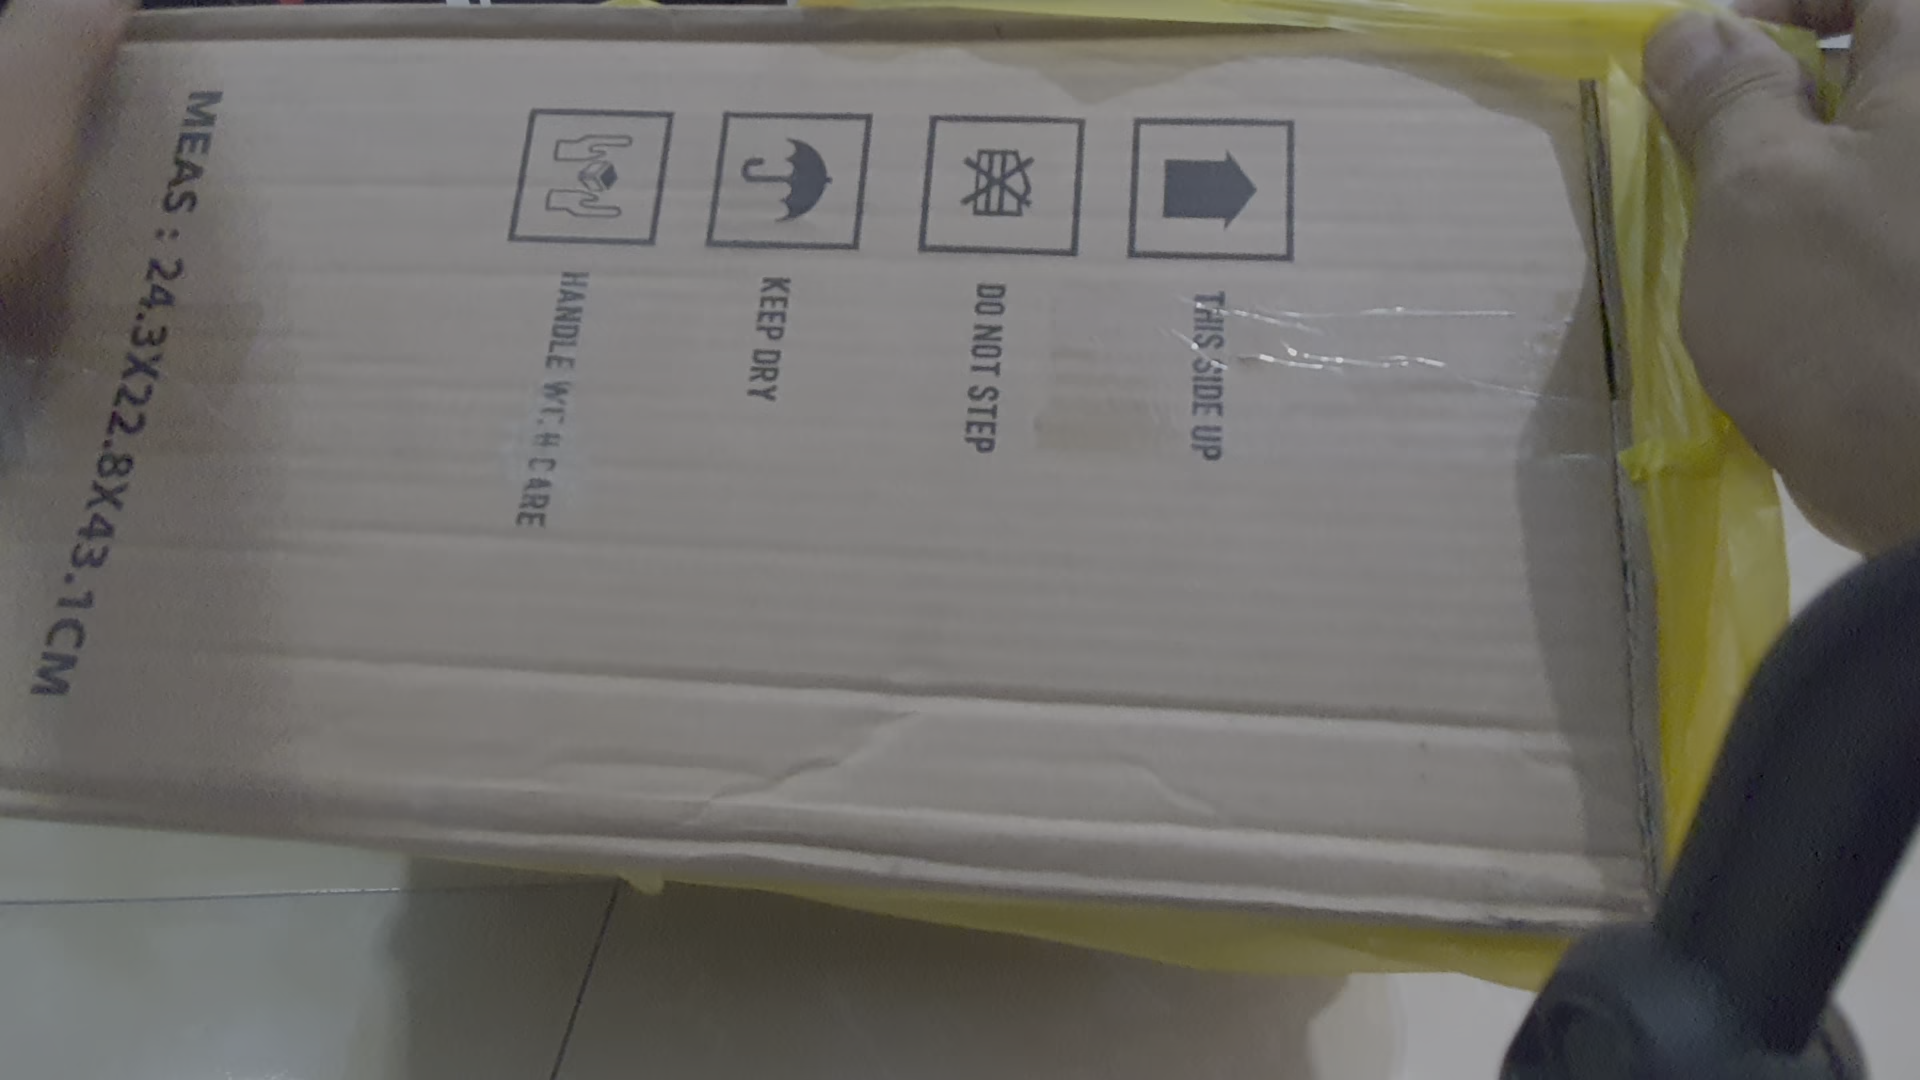 THIS SIDE UP
DO NOT STEP
KEEP DRY
HANDLE WITH CARE
MEAS : 24.3X22.8X43.1CM